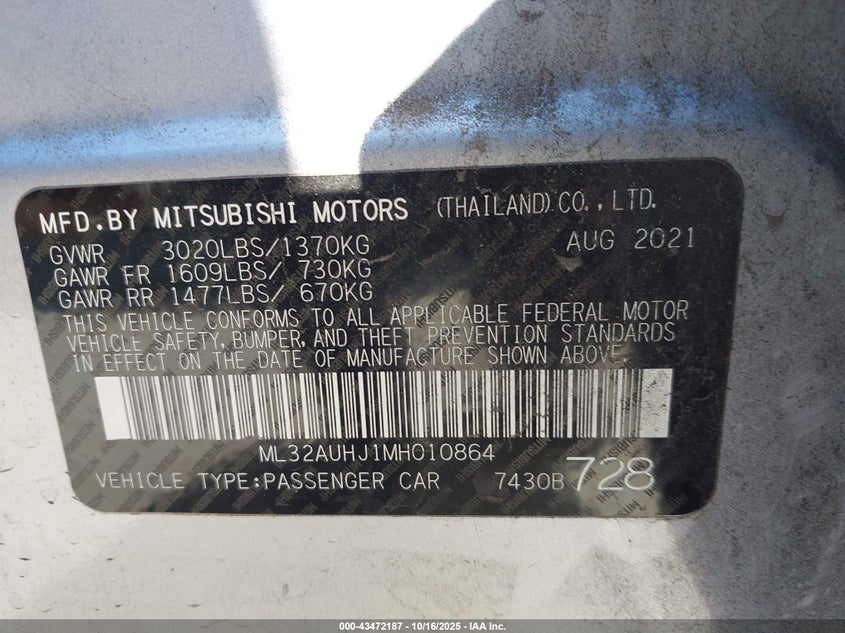 MFD.BY MITSUBISHI MOTORS (THAILAND) CO., LTD.
GVWR 3020LBS/1370KG AUG 2021
GAWR FR 1609LBS/ 730KG
GAWR RR 1477LBS/ 670KG
THIS VEHICLE CONFORMS TO ALL APPLICABLE FEDERAL MOTOR
VEHICLE SAFETY, BUMPER, AND THEFT PREVENTION STANDARDS
IN EFFECT ON THE DATE OF MANUFACTURE SHOWN ABOVE.
ML32AUHJ1MH010864
VEHICLE TYPE:PASSENGER CAR 7430B 728
000-43472187 - 10/16/2025 - IAA Inc.